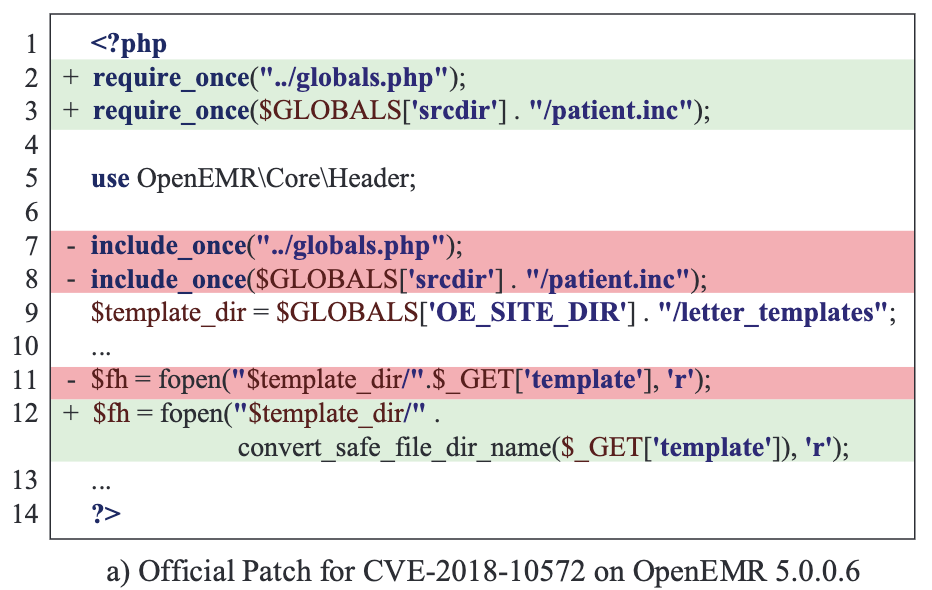 1 <?php
2 + require_once("../globals.php");
3 + require_once($GLOBALS['srcdir'] . "/patient.inc");
4
5 use OpenEMR\Core\Header;
6
7 - include_once("../globals.php");
8 - include_once($GLOBALS['srcdir'] . "/patient.inc");
9 $template_dir = $GLOBALS['OE_SITE_DIR'] . "/letter_templates";
10 ...
11 - $fh = fopen("$template_dir/".$_GET['template'], 'r');
12 + $fh = fopen("$template_dir/" .
convert_safe_file_dir_name($_GET['template']), 'r');
13 ...
14 ?>
a) Official Patch for CVE-2018-10572 on OpenEMR 5.0.0.6